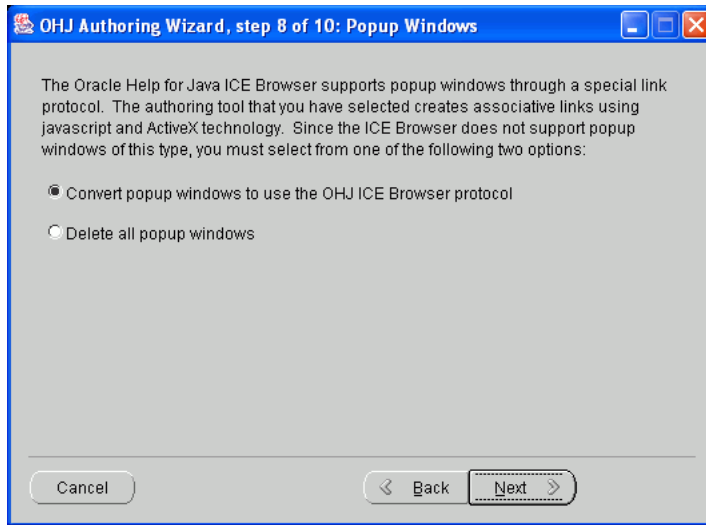 OHJ Authoring Wizard, step 8 of 10: Popup Windows
The Oracle Help for Java ICE Browser supports popup windows through a special link
protocol. The authoring tool that you have selected creates associative links using
javascript and ActiveX technology. Since the ICE Browser does not support popup
windows of this type, you must select from one of the following two options:
Convert popup windows to use the OHJ ICE Browser protocol
Delete all popup windows
Cancel Back Next